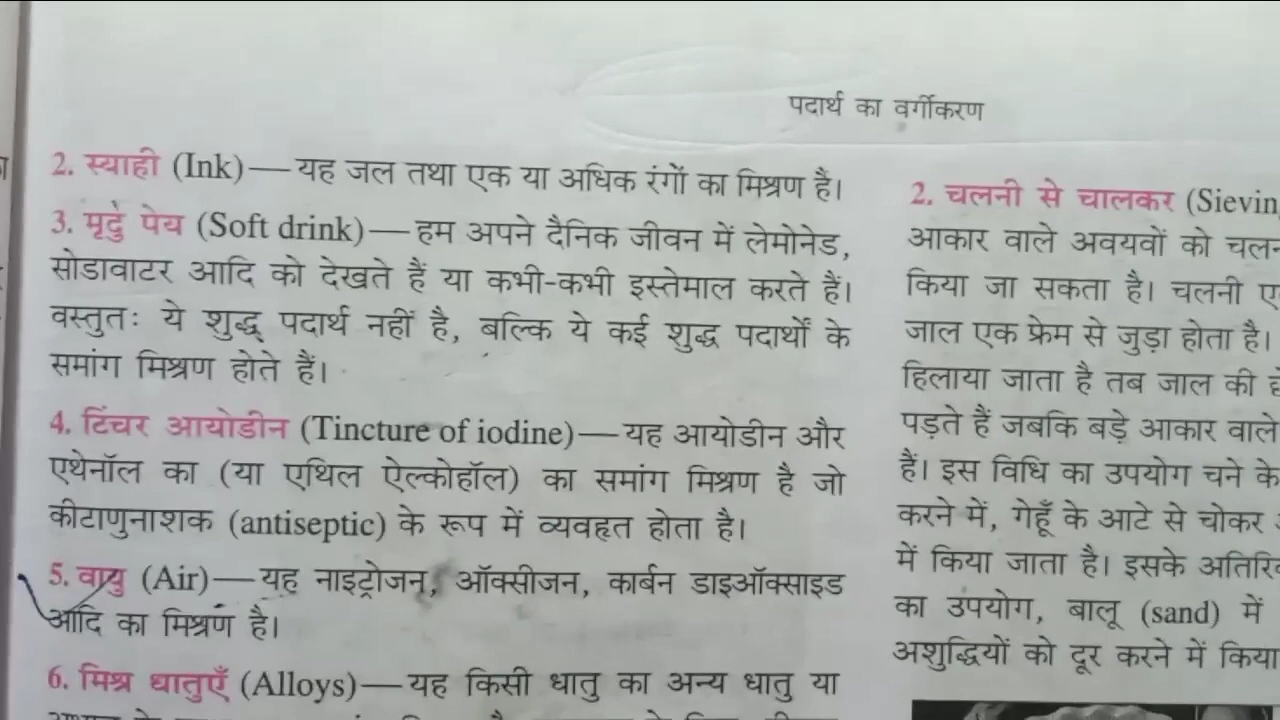 पदार्थ का वर्गीकरण
2. स्याही (Ink)—यह जल तथा एक या अधिक रंगों का मिश्रण है।
3. मृदु पेय (Soft drink)—हम अपने दैनिक जीवन में लेमोनेड,
सोडावाटर आदि को देखते हैं या कभी-कभी इस्तेमाल करते हैं।
वस्तुतः ये शुद्ध पदार्थ नहीं है, बल्कि ये कई शुद्ध पदार्थों के
समांग मिश्रण होते हैं।
4. टिंचर आयोडीन (Tincture of iodine)—यह आयोडीन और
एथेनॉल का (या एथिल ऐल्कोहॉल) का समांग मिश्रण है जो
कीटाणुनाशक (antiseptic) के रूप में व्यवहृत होता है।
5. वायु (Air)—यह नाइट्रोजन, ऑक्सीजन, कार्बन डाइऑक्साइड
आदि का मिश्रण है।
6. मिश्र धातुएँ (Alloys)—यह किसी धातु का अन्य धातु या
2. चलनी से चालकर (Sievin
आकार वाले अवयवों को
किया जा सकता है। चलनी
जाल एक फ्रेम से जुड़ा होता है।
हिलाया जाता है तब जाल की
पड़ते हैं जबकि बड़े आकार वाले
हैं। इस विधि का उपयोग चने के
करने में, गेहूँ के आटे से चोकर
में किया जाता है। इसके
का उपयोग, बालू (sand) में
अशुद्धियों को दूर करने में किया